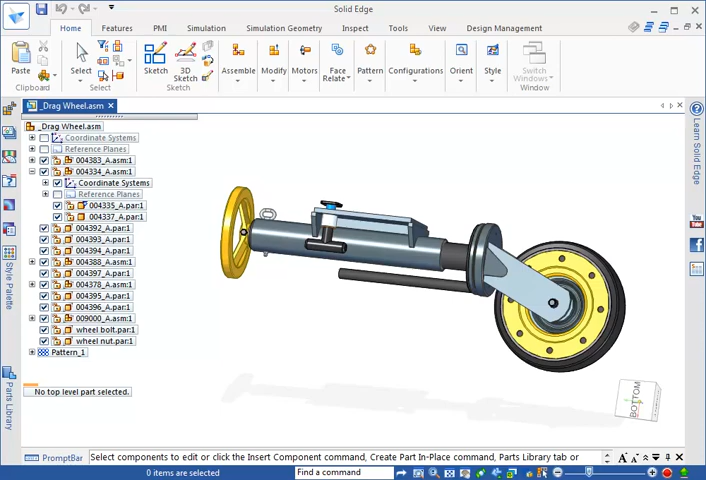 Solid Edge
Home
Features
PMI
Simulation
Simulation Geometry
Inspect
Tools
View
Design Management
Paste
Select
Sketch
3D
Sketch
Assemble
Modify
Motors
Face
Relate
Pattern
Configurations
Orient
Style
Switch
Windows
Clipboard
Select
Sketch
Window
_Drag Wheel.asm
Learn Solid Edge
You
Tube
_Drag Wheel.asm
Coordinate Systems
Reference Planes
004383_A.asm:1
004334_A.asm:1
Coordinate Systems
Reference Planes
004335_A.par:1
004337_A.par:1
004392_A.par:1
004393_A.par:1
004394_A.par:1
004388_A.asm:1
004397_A.par:1
004378_A.asm:1
004395_A.par:1
004396_A.par:1
009000_A.asm:1
wheel bolt.par:1
wheel nut.par:1
Pattern_1
Style Palette
Parts Library
No top level part selected.
BOTTOM
PromptBar
Select components to edit or click the Insert Component command, Create Part In-Place command, Parts Library tab or
0 items are selected
Find a command